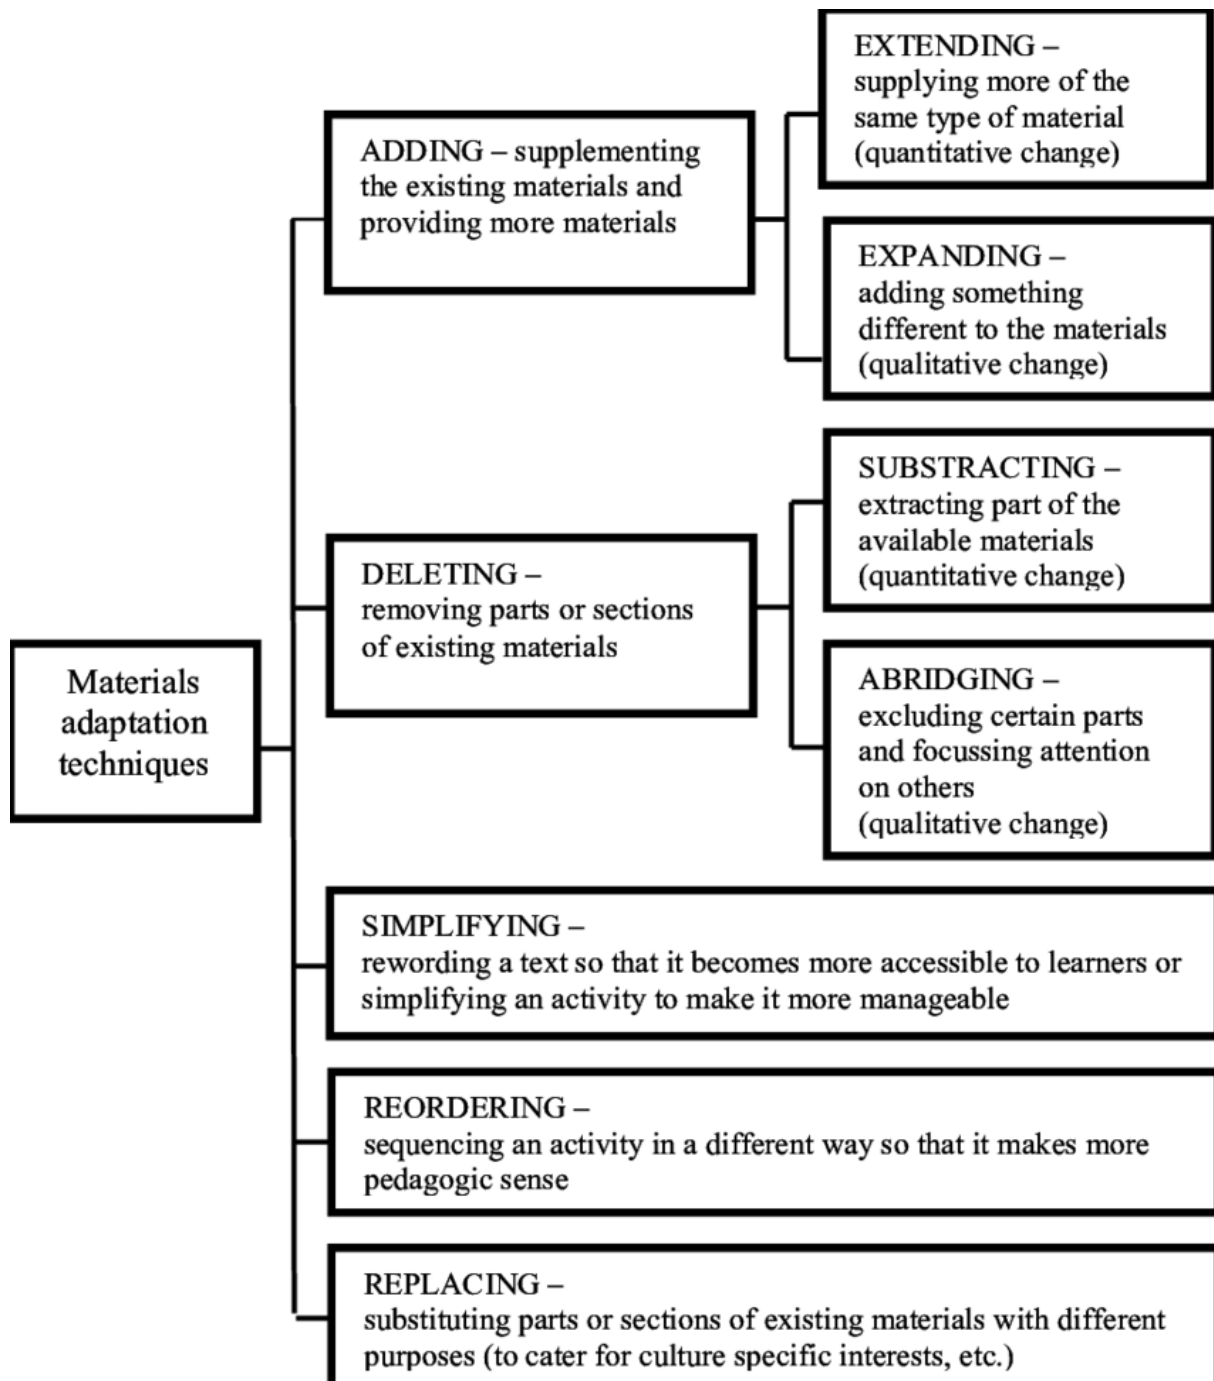 EXTENDING –
supplying more of the
same type of material
(quantitative change)
ADDING – supplementing
the existing materials and
providing more materials
EXPANDING –
adding something
different to the materials
(qualitative change)
SUBSTRACTING –
extracting part of the
available materials
(quantitative change)
DELETING –
removing parts or sections
of existing materials
ABRIDGING –
excluding certain parts
and focussing attention
on others
(qualitative change)
Materials
adaptation
techniques
SIMPLIFYING –
rewording a text so that it becomes more accessible to learners or
simplifying an activity to make it more manageable
REORDERING –
sequencing an activity in a different way so that it makes more
pedagogic sense
REPLACING –
substituting parts or sections of existing materials with different
purposes (to cater for culture specific interests, etc.)